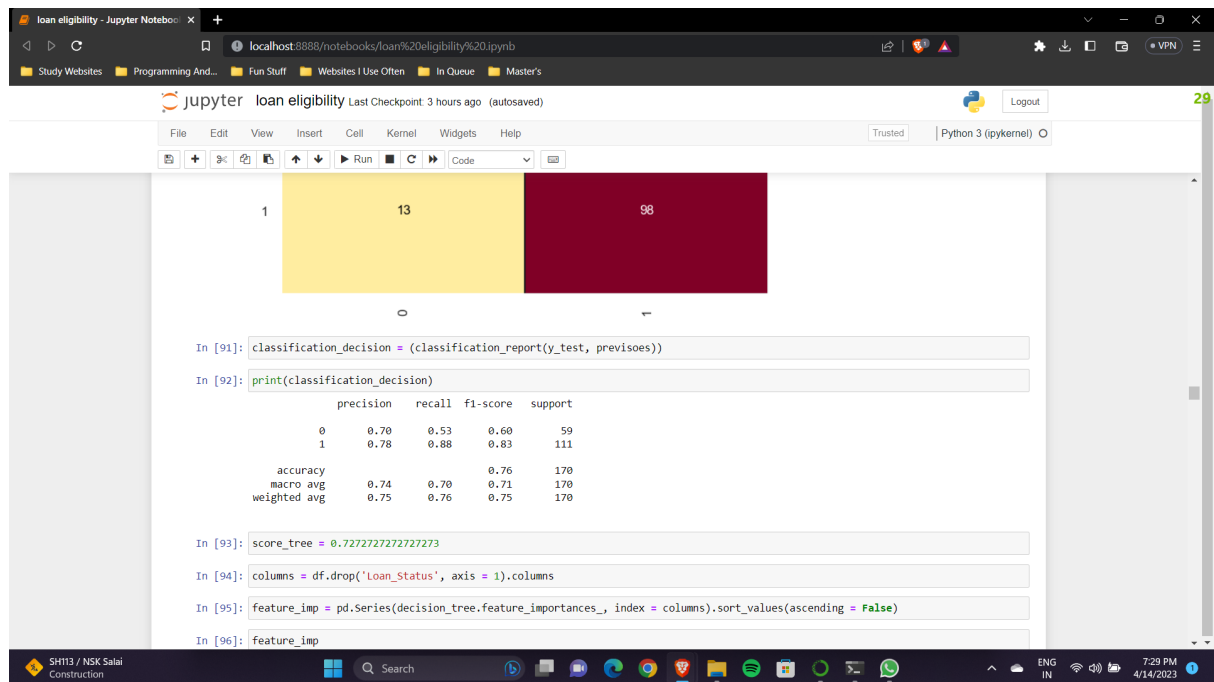 loan eligibility - Jupyter Noteboo
localhost:8888/notebooks/loan%20eligibility%20.ipynb
VPN
Study Websites Programming And... Fun Stuff Websites I Use Often In Queue Master's
jupyter loan eligibility Last Checkpoint: 3 hours ago (autosaved)
Logout
29
File Edit View Insert Cell Kernel Widgets Help
Trusted Python 3 (ipykernel)
Run Code
1 13 98
0 1
In [91]: classification_decision = (classification_report(y_test, previsoes))
In [92]: print(classification_decision)
precision recall f1-score support
0 0.70 0.53 0.60 59
1 0.78 0.88 0.83 111
accuracy 0.76 170
macro avg 0.74 0.70 0.71 170
weighted avg 0.75 0.76 0.75 170
In [93]: score_tree = 0.7272727272727273
In [94]: columns = df.drop('Loan_Status', axis = 1).columns
In [95]: feature_imp = pd.Series(decision_tree.feature_importances_, index = columns).sort_values(ascending = False)
In [96]: feature_imp
SH113 / NSK Salai
Construction
Search
ENG
IN
7:29 PM
4/14/2023
1